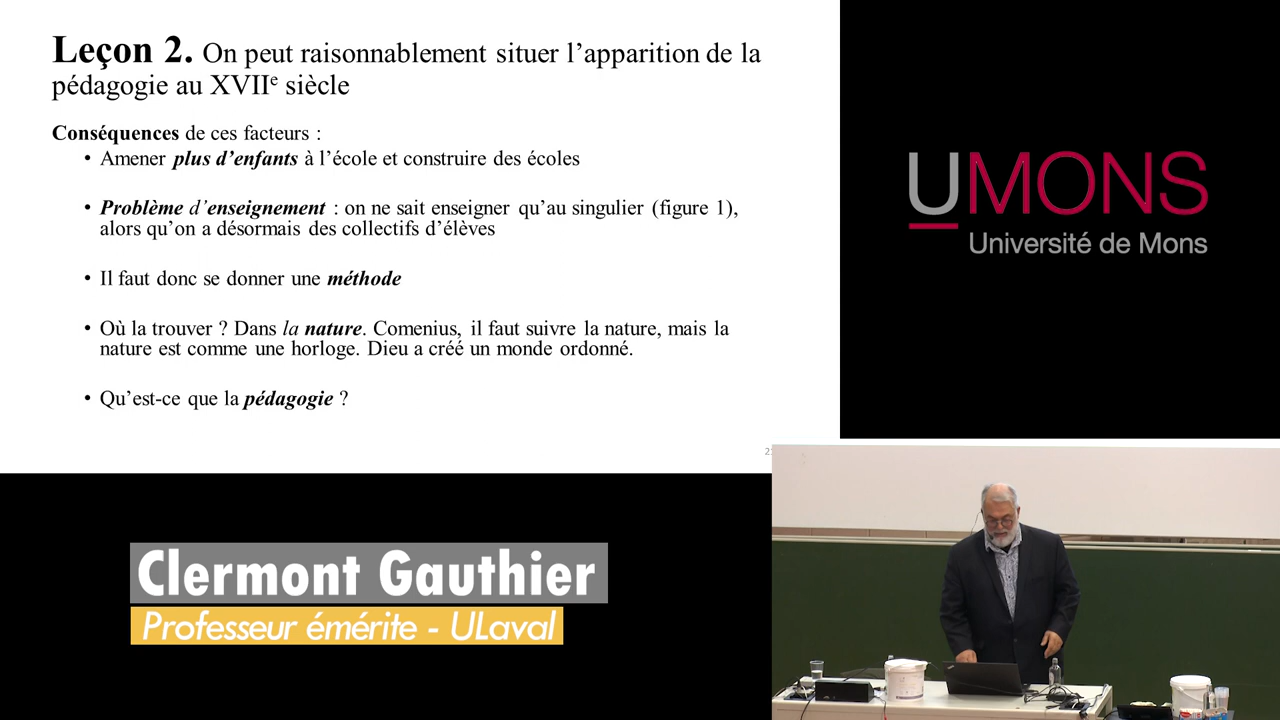 Leçon 2. On peut raisonnablement situer l’apparition de la
pédagogie au XVIIe siècle
Conséquences de ces facteurs :
• Amener plus d’enfants à l’école et construire des écoles
• Problème d’enseignement : on ne sait enseigner qu’au singulier (figure 1),
alors qu’on a désormais des collectifs d’élèves
• Il faut donc se donner une méthode
• Où la trouver ? Dans la nature. Comenius, il faut suivre la nature, mais la
nature est comme une horloge. Dieu a créé un monde ordonné.
• Qu’est-ce que la pédagogie ?
UMONS
Université de Mons
Clermont Gauthier
Professeur émérite - ULaval